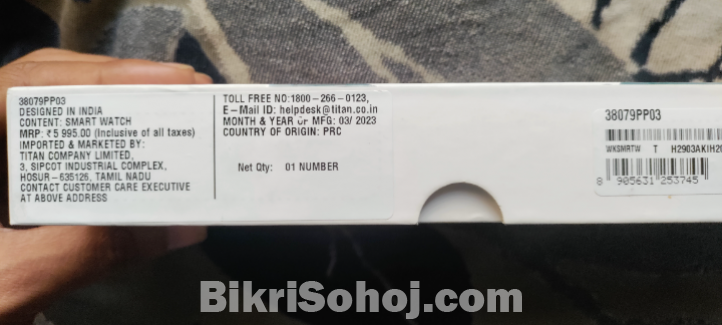 38079PP03
DESIGNED IN INDIA
CONTENT: SMART WATCH
MRP: ₹ 5 995.00 (Inclusive of all taxes)
IMPORTED & MARKETED BY:
TITAN COMPANY LIMITED,
3, SIPCOT INDUSTRIAL COMPLEX,
HOSUR – 635126, TAMIL NADU
CONTACT CUSTOMER CARE EXECUTIVE
AT ABOVE ADDRESS
TOLL FREE NO:1800 – 266 – 0123,
E – Mail ID: helpdesk@titan.co.in
MONTH & YEAR OF MFG: 03/ 2023
COUNTRY OF ORIGIN: PRC
Net Qty: 01 NUMBER
38079PP03
WKSMRTW T
8 905631 253745
BikriSohoj.com